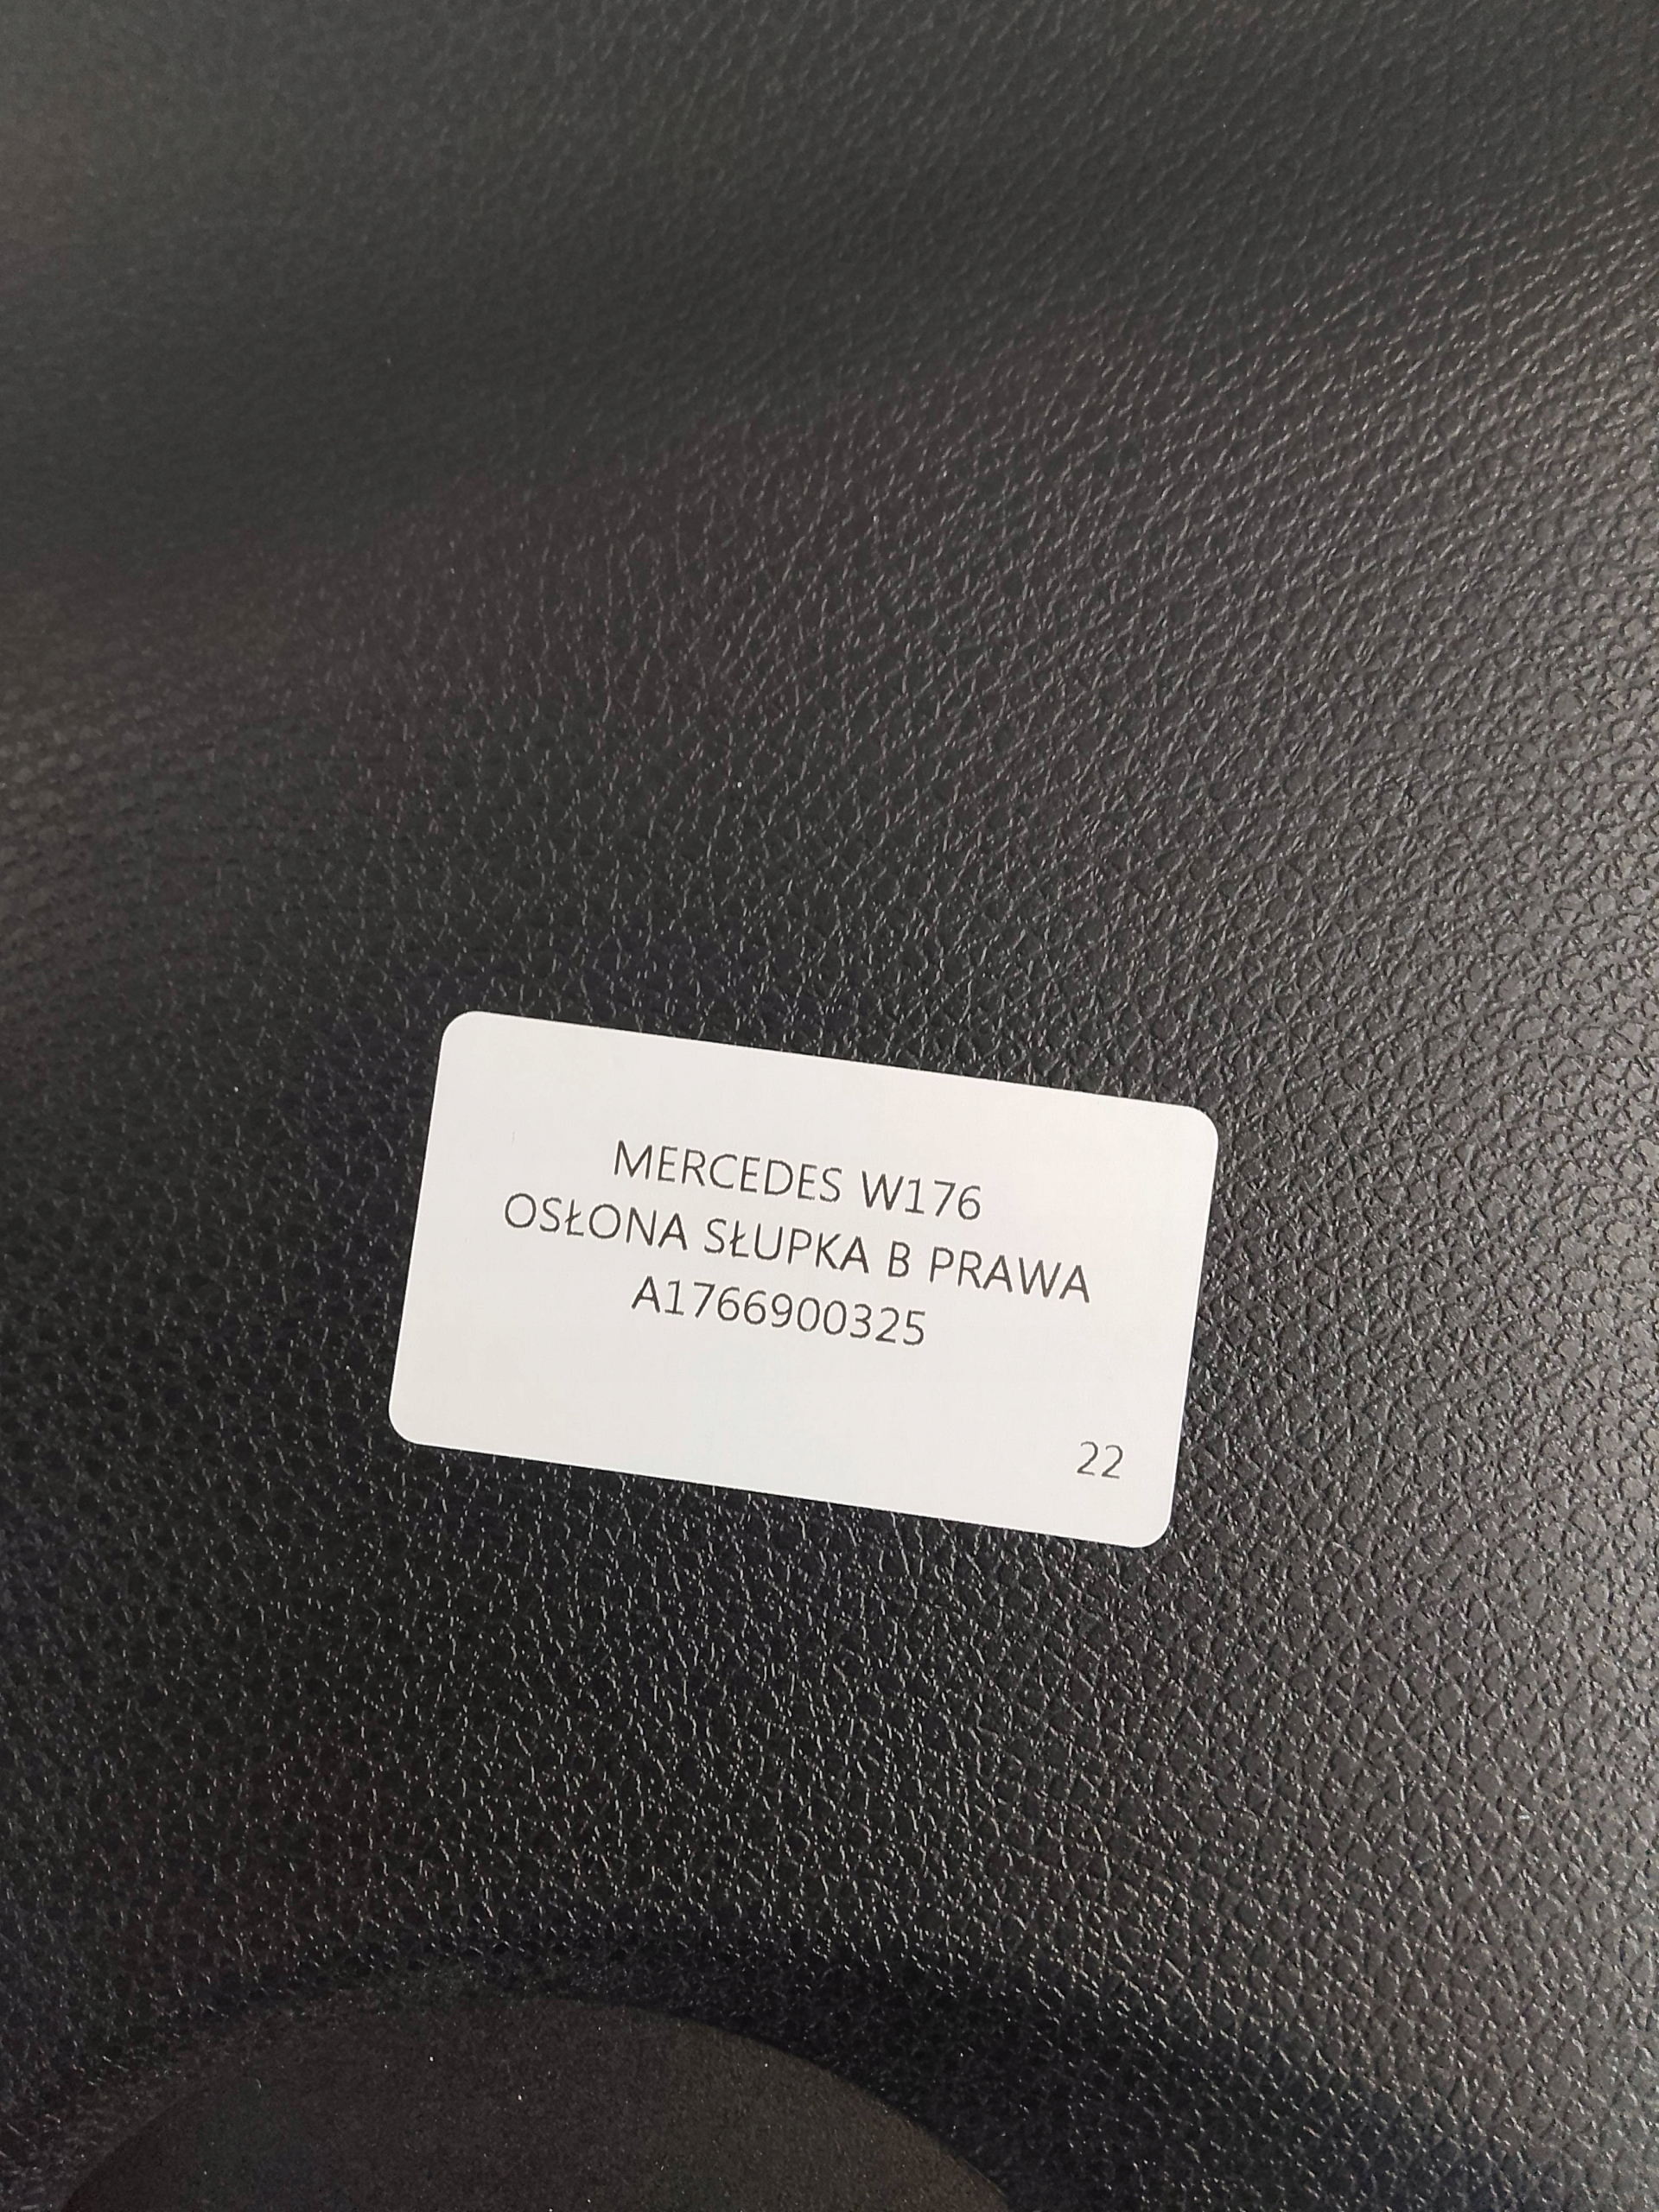 MERCEDES W176
OSŁONA SŁUPKA B PRAWA
A1766900325
22